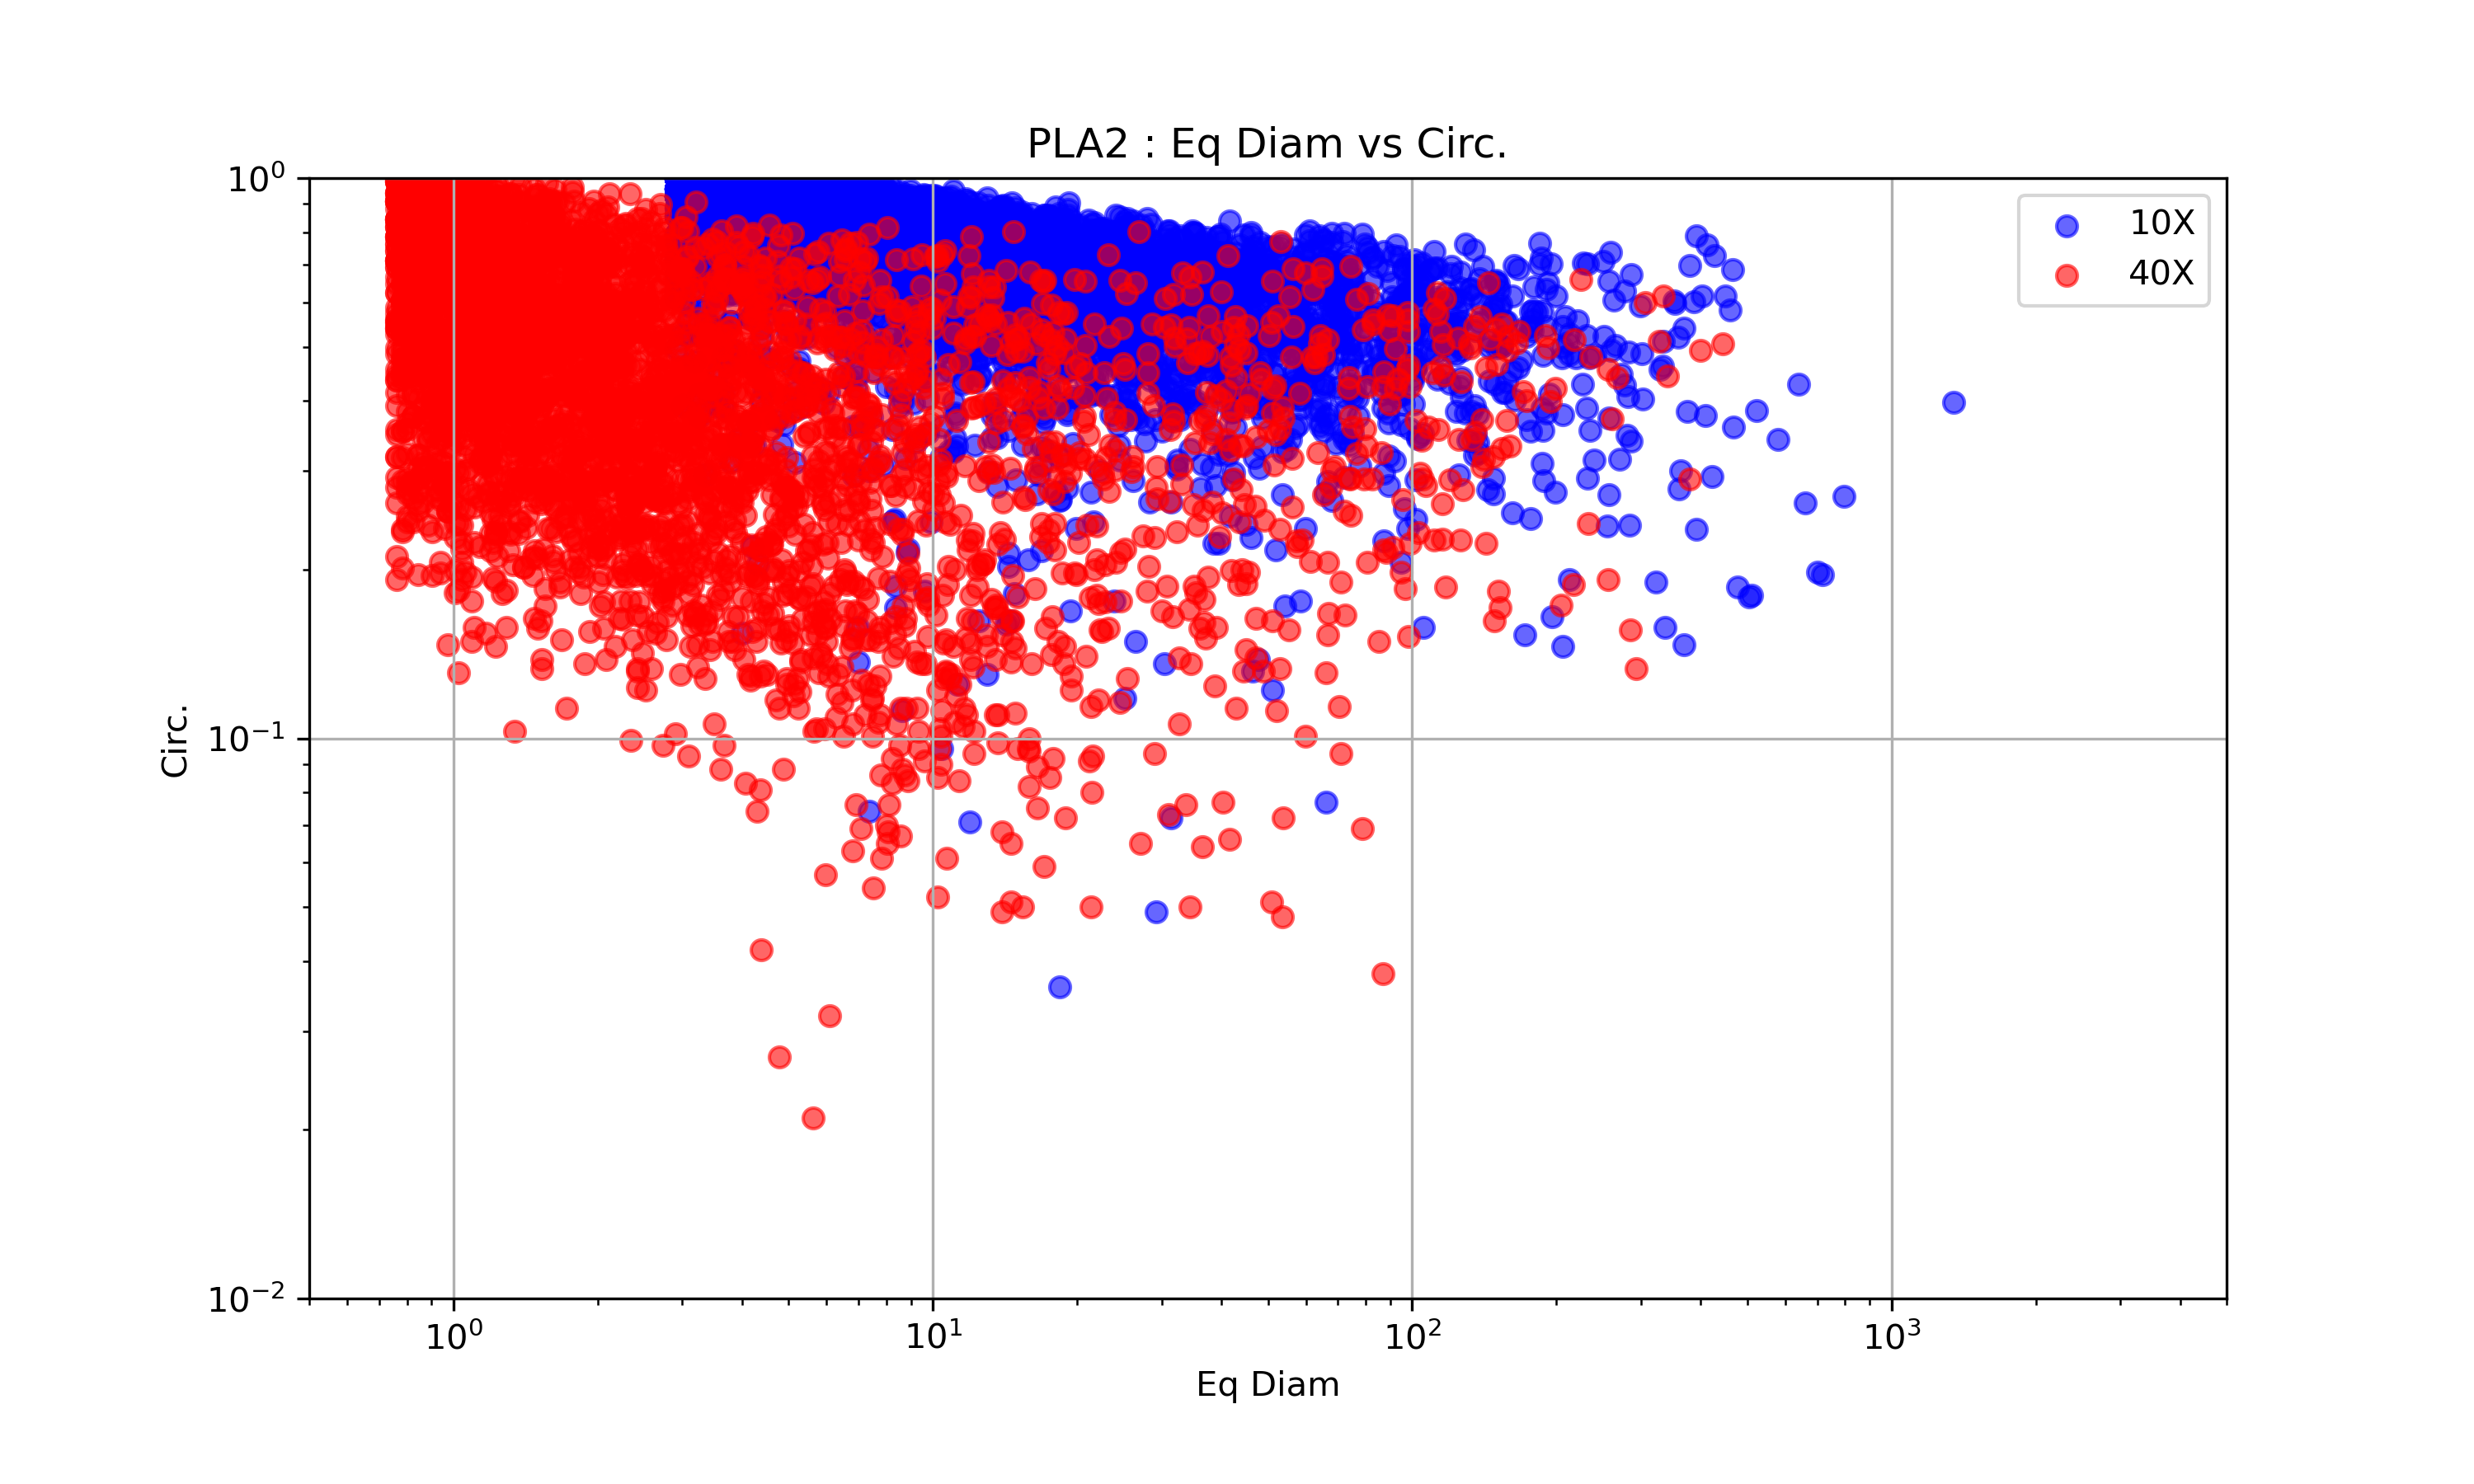 PLA2 : Eq Diam vs Circ.
10X
40X
Circ.
10⁰
10⁻¹
10⁻²
10⁰ 10¹ 10² 10³
Eq Diam